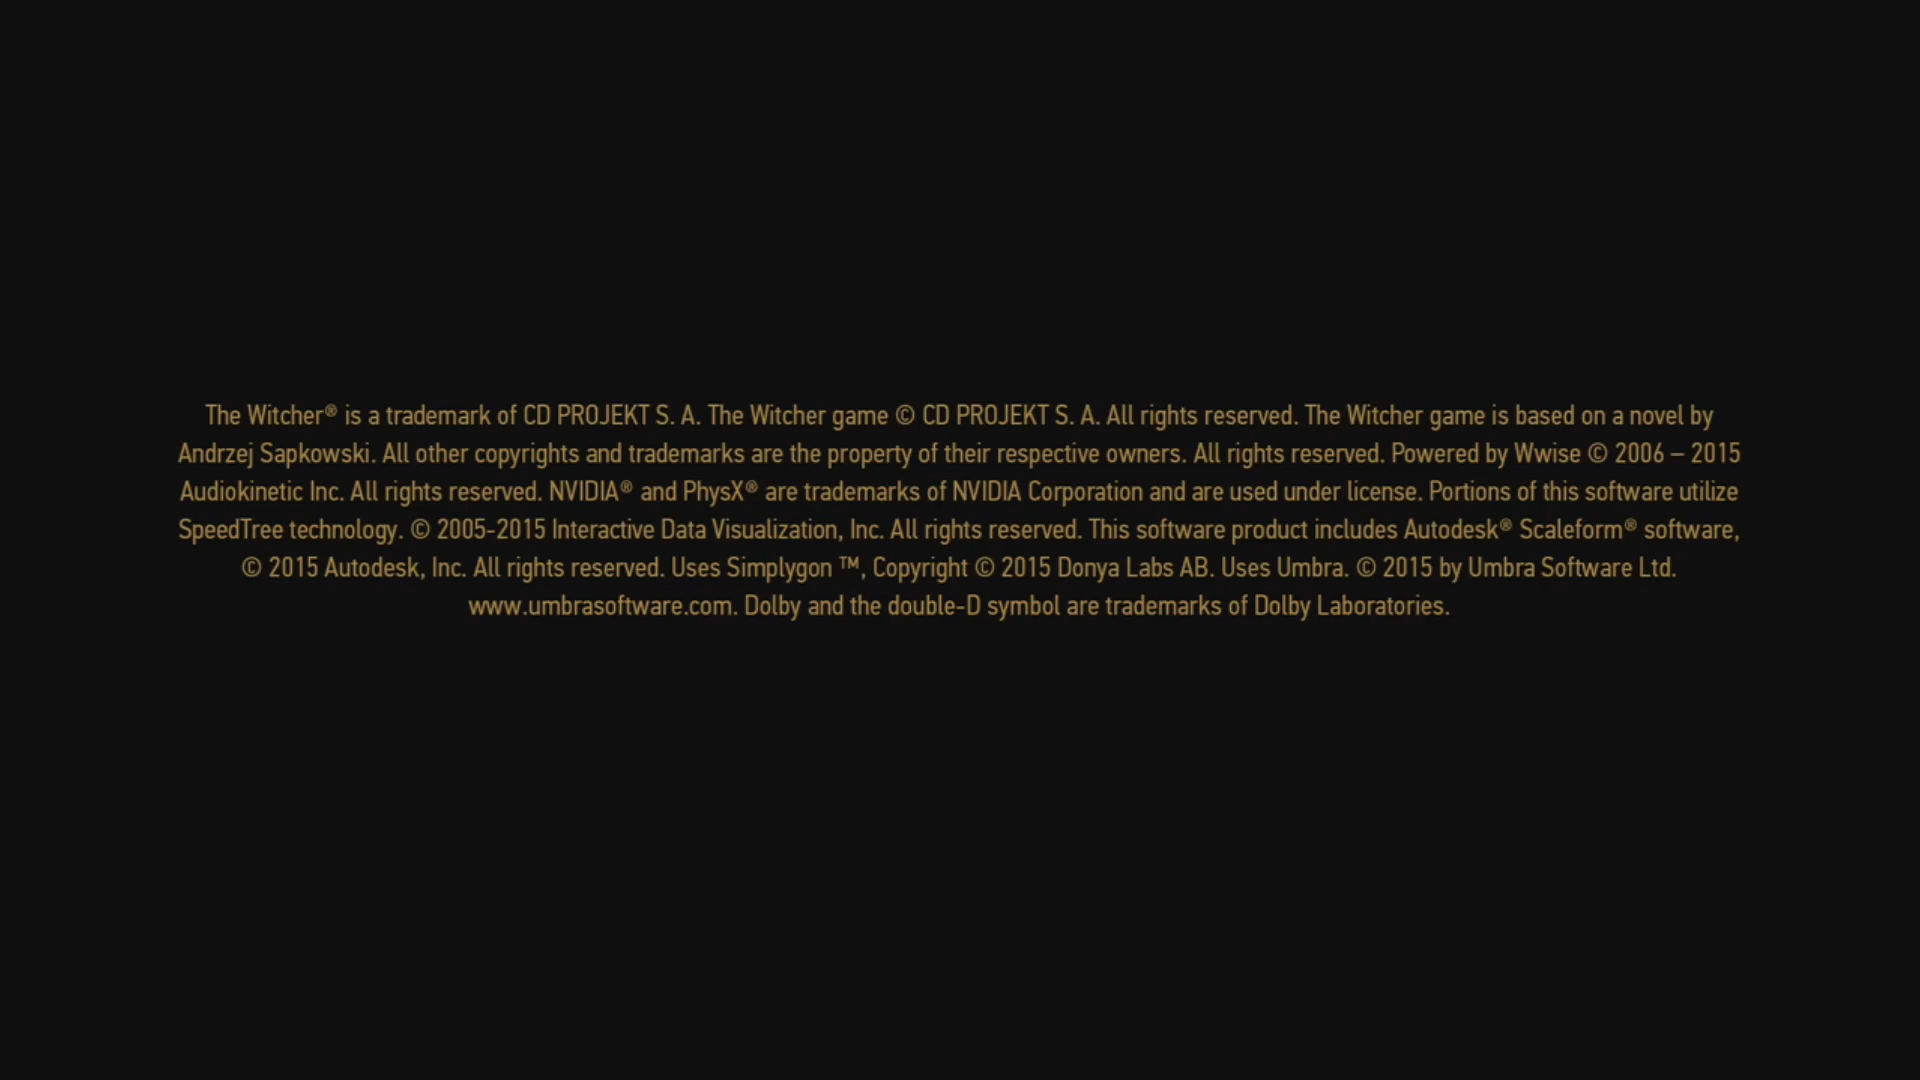 The Witcher® is a trademark of CD PROJEKT S. A. The Witcher game © CD PROJEKT S. A. All rights reserved. The Witcher game is based on a novel by
Andrzej Sapkowski. All other copyrights and trademarks are the property of their respective owners. All rights reserved. Powered by Wwise © 2006 – 2015
Audiokinetic Inc. All rights reserved. NVIDIA® and PhysX® are trademarks of NVIDIA Corporation and are used under license. Portions of this software utilize
SpeedTree technology. © 2005-2015 Interactive Data Visualization, Inc. All rights reserved. This software product includes Autodesk® Scaleform® software,
© 2015 Autodesk, Inc. All rights reserved. Uses Simplygon ™, Copyright © 2015 Donya Labs AB. Uses Umbra. © 2015 by Umbra Software Ltd.
www.umbrasoftware.com. Dolby and the double-D symbol are trademarks of Dolby Laboratories.